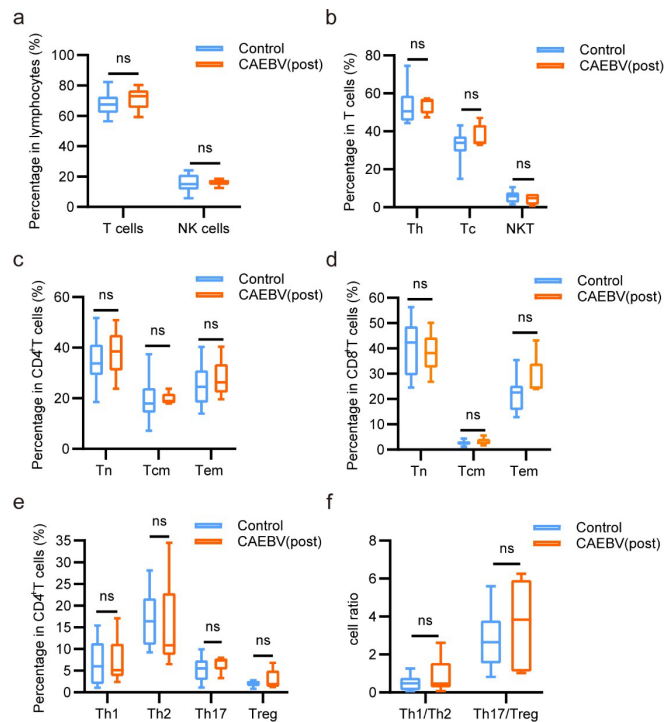 a
Control
CAEBV(post)
Percentage in lymphocytes (%)
100
80
60
40
20
0
ns
ns
T cells
NK cells
b
Control
CAEBV(post)
Percentage in T cells (%)
80
60
40
20
0
ns
ns
ns
Th
Tc
NKT
c
Control
CAEBV(post)
Percentage in CD4+T cells (%)
60
40
20
0
ns
ns
ns
Tn
Tcm
Tem
d
Control
CAEBV(post)
Percentage in CD8+T cells (%)
60
50
40
30
20
10
0
ns
ns
ns
Tn
Tcm
Tem
e
Control
CAEBV(post)
Percentage in CD4+T cells (%)
35
30
25
20
15
10
5
0
ns
ns
ns
ns
Th1
Th2
Th17
Treg
f
Control
CAEBV(post)
cell ratio
8
6
4
2
0
ns
ns
Th1/Th2
Th17/Treg